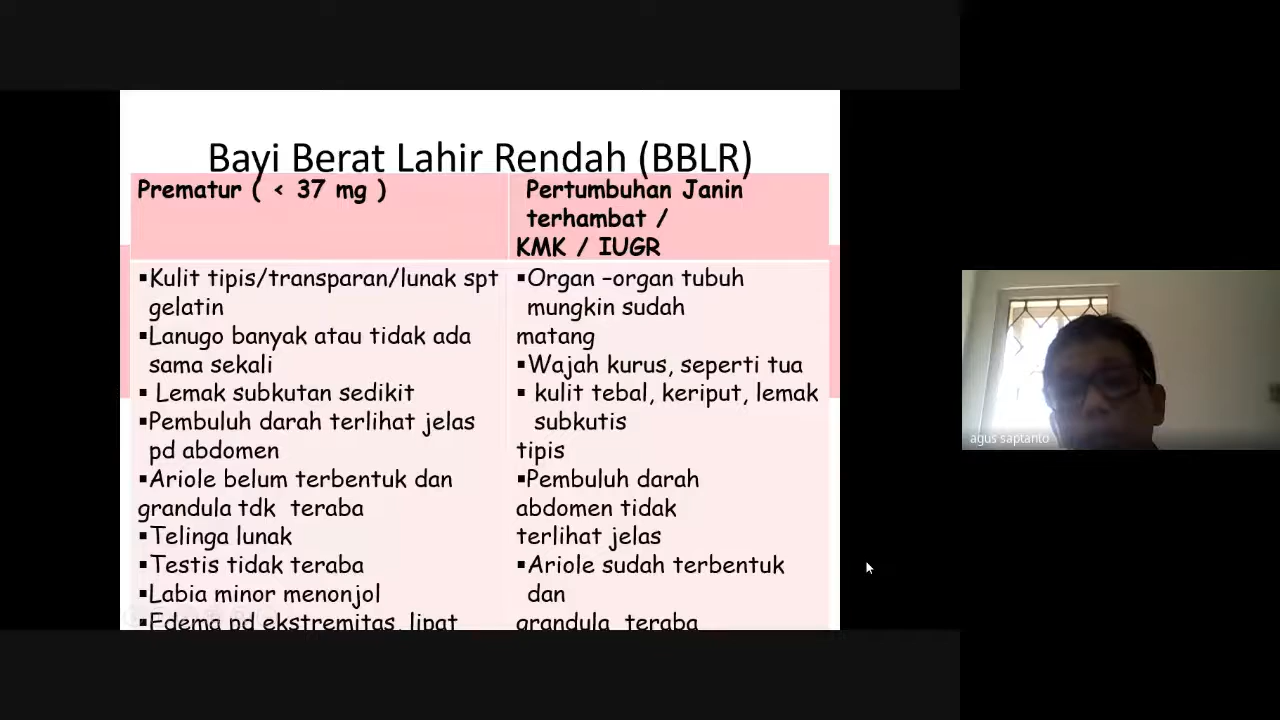 Bayi Berat Lahir Rendah (BBLR)
Prematur ( < 37 mg )
▪Kulit tipis/transparan/lunak spt
gelatin
▪Lanugo banyak atau tidak ada
sama sekali
▪ Lemak subkutan sedikit
▪Pembuluh darah terlihat jelas
pd abdomen
▪Ariole belum terbentuk dan
grandula tdk teraba
▪Telinga lunak
▪Testis tidak teraba
▪Labia minor menonjol
▪Edema pd ekstremitas, lipat
Pertumbuhan Janin
terhambat /
KMK / IUGR
▪Organ –organ tubuh
mungkin sudah
matang
▪Wajah kurus, seperti tua
▪ kulit tebal, keriput, lemak
subkutis
tipis
▪Pembuluh darah
abdomen tidak
terlihat jelas
▪Ariole sudah terbentuk
dan
grandula teraba
agus saptanto